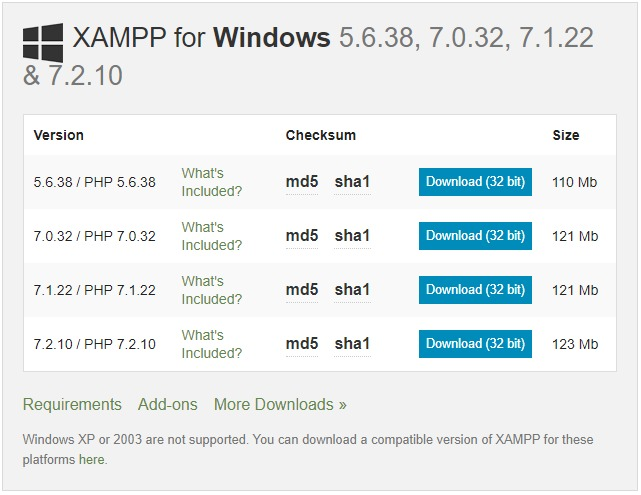 XAMPP for Windows 5.6.38, 7.0.32, 7.1.22
& 7.2.10
Version Checksum Size
5.6.38 / PHP 5.6.38 What's Included? md5 sha1 Download (32 bit) 110 Mb
7.0.32 / PHP 7.0.32 What's Included? md5 sha1 Download (32 bit) 121 Mb
7.1.22 / PHP 7.1.22 What's Included? md5 sha1 Download (32 bit) 121 Mb
7.2.10 / PHP 7.2.10 What's Included? md5 sha1 Download (32 bit) 123 Mb
Requirements Add-ons More Downloads »
Windows XP or 2003 are not supported. You can download a compatible version of XAMPP for these
platforms here.